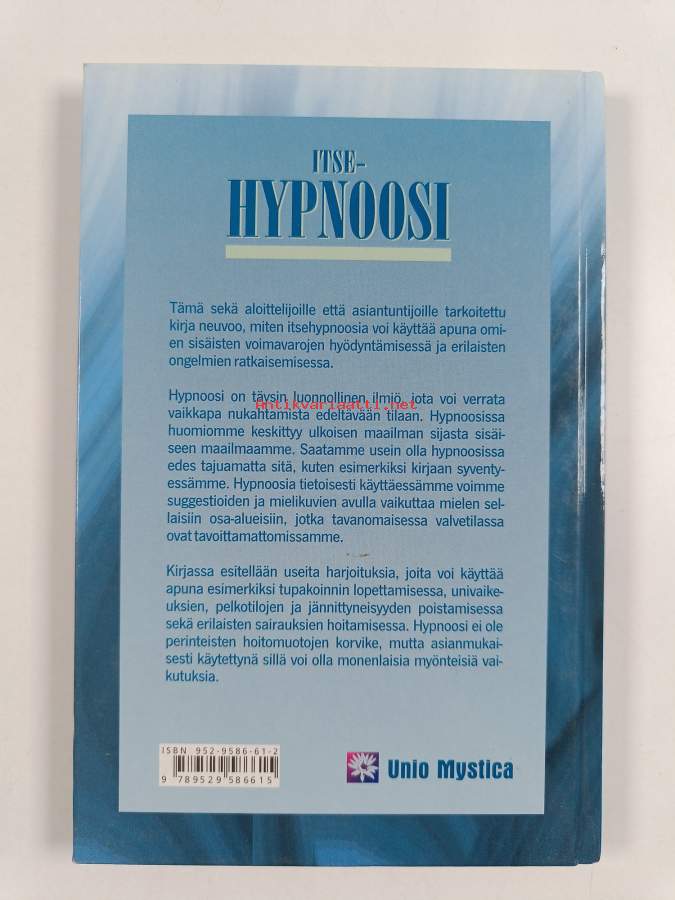 ITSE-
HYPNOOSI
Tämä sekä aloittelijoille että asiantuntijoille tarkoitettu
kirja neuvoo, miten itsehypnoosia voi käyttää apuna omi-
en sisäisten voimavarojen hyödyntämisessä ja erilaisten
ongelmien ratkaisemisessa.
Hypnoosi on täysin luonnollinen ilmiö, jota voi verrata
Antikvariaatti.net
vaikkapa nukahtamista edeltävään tilaan. Hypnoosissa
huomiomme keskittyy ulkoisen maailman sijasta sisäi-
seen maailmaamme. Saatamme usein olla hypnoosissa
edes tajuamatta sitä, kuten esimerkiksi kirjaan syventy-
essämme. Hypnoosia tietoisesti käyttäessämme voimme
suggestioiden ja mielikuvien avulla vaikuttaa mielen sel-
laisiin osa-alueisiin, jotka tavanomaisessa valvetilassa
ovat tavoittamattomissamme.
Kirjassa esitellään useita harjoituksia, joita voi käyttää
apuna esimerkiksi tupakoinnin lopettamisessa, univaike-
uksien, pelkotilojen ja jännittyneisyyden poistamisessa
sekä erilaisten sairauksien hoitamisessa. Hypnoosi ei ole
perinteisten hoitomuotojen korvike, mutta asianmukai-
sesti käytettynä sillä voi olla monenlaisia myönteisiä vai-
kutuksia.
ISBN 952-9586-61-2
9 789529 586615
Unio Mystica